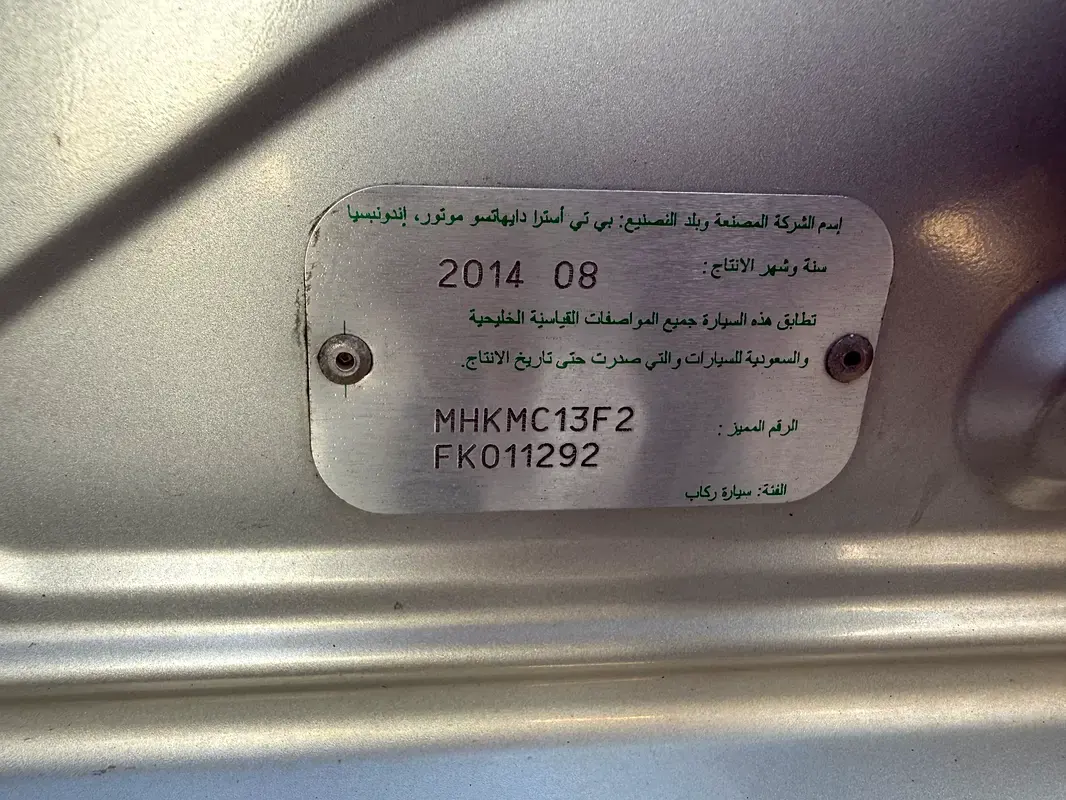 إسم الشركة المصنعة وبلد التصنيع: بي تي أسترا دايهاتسو موتور، إندونيسيا
سنة وشهر الانتاج: 2014 08
تطابق هذه السيارة جميع المواصفات القياسية الخليجية
والسعودية للسيارات والتي صدرت حتى تاريخ الانتاج.
الرقم المميز: MHKMC13F2
FK011292
الفئة: سيارة ركاب